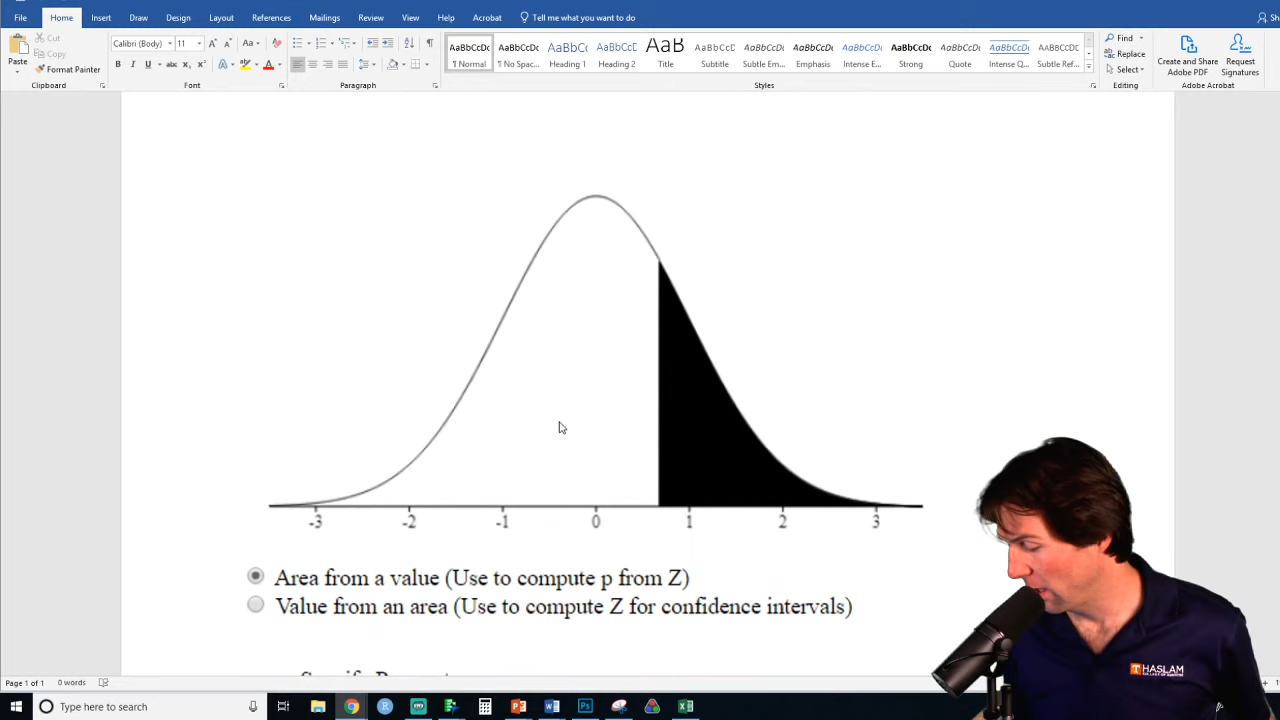 File Home Insert Draw Design Layout References Mailings Review View Help Acrobat Tell me what you want to do
Paste
Cut
Copy
Format Painter
Calibri (Body) 11
Aa
B I U abc X₂ X²
AaBbCcDc AaBbCcDc AaBbCc AaBbCcD AaB AaBbCcD AaBbCcDc AaBbCcDc AaBbCcDc AaBbCcDc AaBbCcDc AaBbCcDc AaBbCcDc
¶ Normal ¶ No Spac... Heading 1 Heading 2 Title Subtitle Subtle Em... Emphasis Intense E... Strong Quote Intense Q... Subtle Ref...
Find
Replace
Select
Create and Share Adobe PDF
Request Signatures
Clipboard Font Paragraph Styles Editing Adobe Acrobat
-3 -2 -1 0 1 2 3
Area from a value (Use to compute p from Z)
Value from an area (Use to compute Z for confidence intervals)
HASLAM
Page 1 of 1 0 words
Type here to search